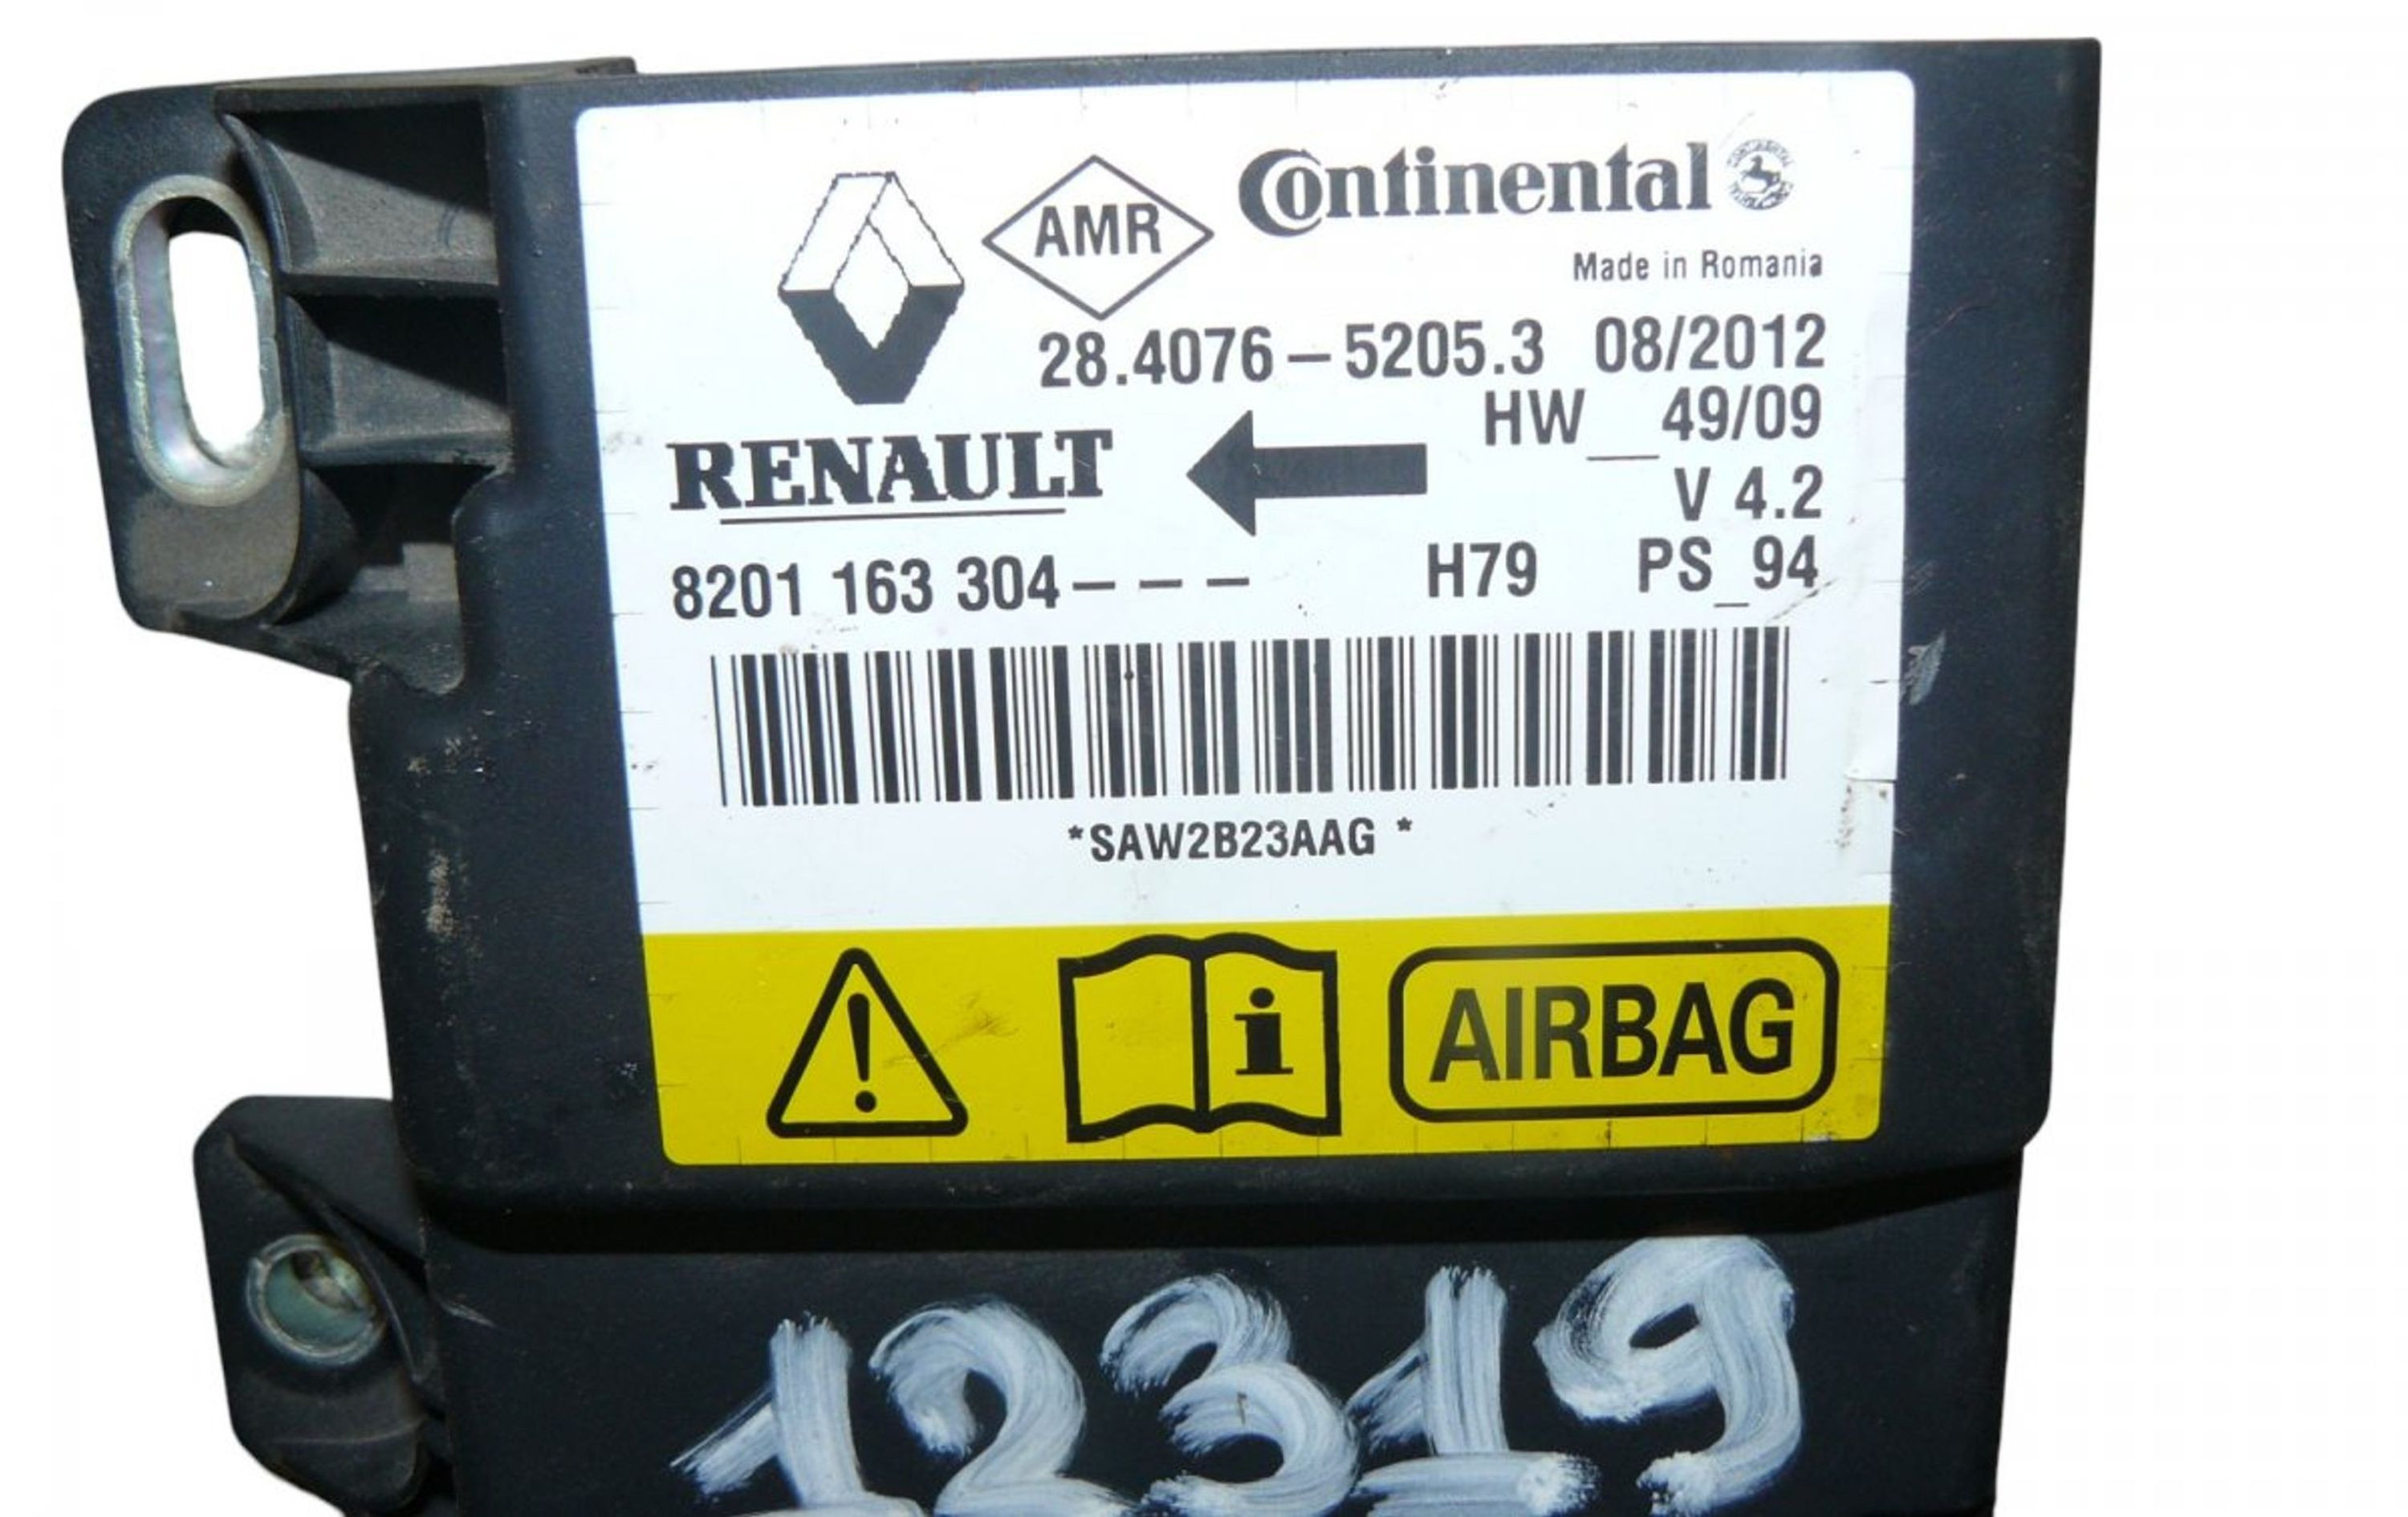 AMR
Continental
Made in Romania
28.4076-5205.3 08/2012
HW__49/09
RENAULT
V 4.2
8201 163 304--- H79 PS_94
*SAW2B23AAG *
! i AIRBAG
12319